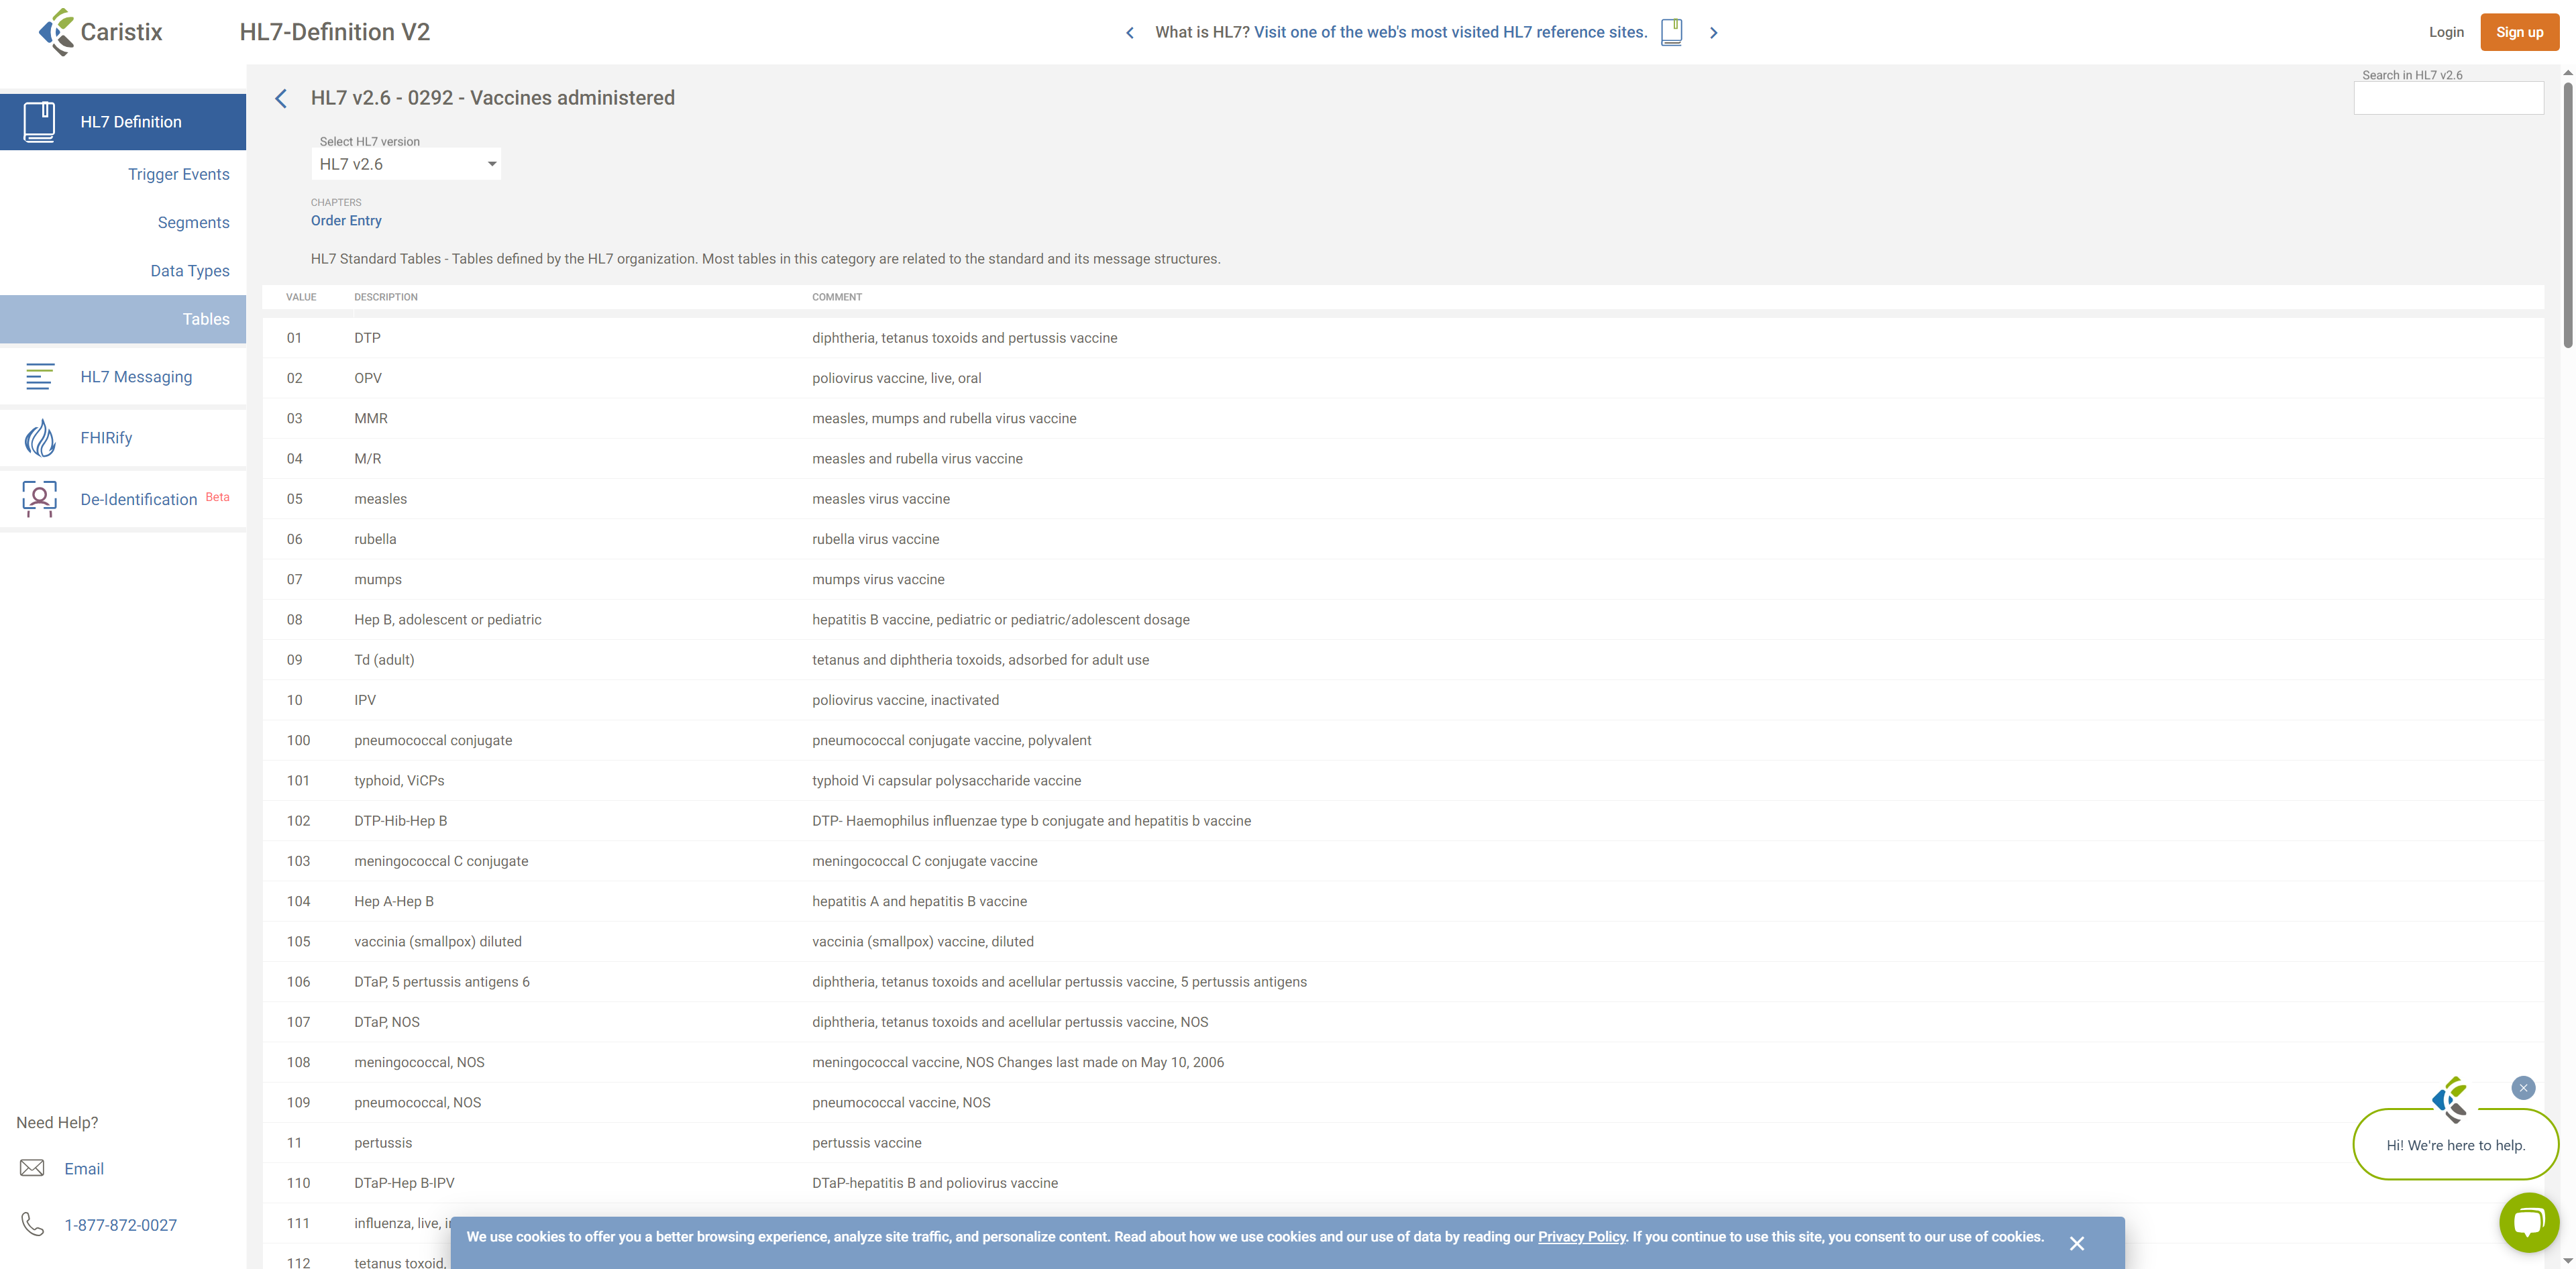 Caristix
HL7-Definition V2
What is HL7? Visit one of the web's most visited HL7 reference sites.
Login
Sign up
HL7 Definition
Trigger Events
Segments
Data Types
Tables
HL7 Messaging
FHIRify
De-Identification Beta
Need Help?
Email
1-877-872-0027
HL7 v2.6 - 0292 - Vaccines administered
Search in HL7 v2.6
Select HL7 version
HL7 v2.6
CHAPTERS
Order Entry
HL7 Standard Tables - Tables defined by the HL7 organization. Most tables in this category are related to the standard and its message structures.
VALUE DESCRIPTION COMMENT
01 DTP diphtheria, tetanus toxoids and pertussis vaccine
02 OPV poliovirus vaccine, live, oral
03 MMR measles, mumps and rubella virus vaccine
04 M/R measles and rubella virus vaccine
05 measles measles virus vaccine
06 rubella rubella virus vaccine
07 mumps mumps virus vaccine
08 Hep B, adolescent or pediatric hepatitis B vaccine, pediatric or pediatric/adolescent dosage
09 Td (adult) tetanus and diphtheria toxoids, adsorbed for adult use
10 IPV poliovirus vaccine, inactivated
100 pneumococcal conjugate pneumococcal conjugate vaccine, polyvalent
101 typhoid, ViCPs typhoid Vi capsular polysaccharide vaccine
102 DTP-Hib-Hep B DTP- Haemophilus influenzae type b conjugate and hepatitis b vaccine
103 meningococcal C conjugate meningococcal C conjugate vaccine
104 Hep A-Hep B hepatitis A and hepatitis B vaccine
105 vaccinia (smallpox) diluted vaccinia (smallpox) vaccine, diluted
106 DTaP, 5 pertussis antigens 6 diphtheria, tetanus toxoids and acellular pertussis vaccine, 5 pertussis antigens
107 DTaP, NOS diphtheria, tetanus toxoids and acellular pertussis vaccine, NOS
108 meningococcal, NOS meningococcal vaccine, NOS Changes last made on May 10, 2006
109 pneumococcal, NOS pneumococcal vaccine, NOS
11 pertussis pertussis vaccine
110 DTaP-Hep B-IPV DTaP-hepatitis B and poliovirus vaccine
111 influenza, live,
112 tetanus toxoid,
Hi! We're here to help.
We use cookies to offer you a better browsing experience, analyze site traffic, and personalize content. Read about how we use cookies and our use of data by reading our Privacy Policy. If you continue to use this site, you consent to our use of cookies.